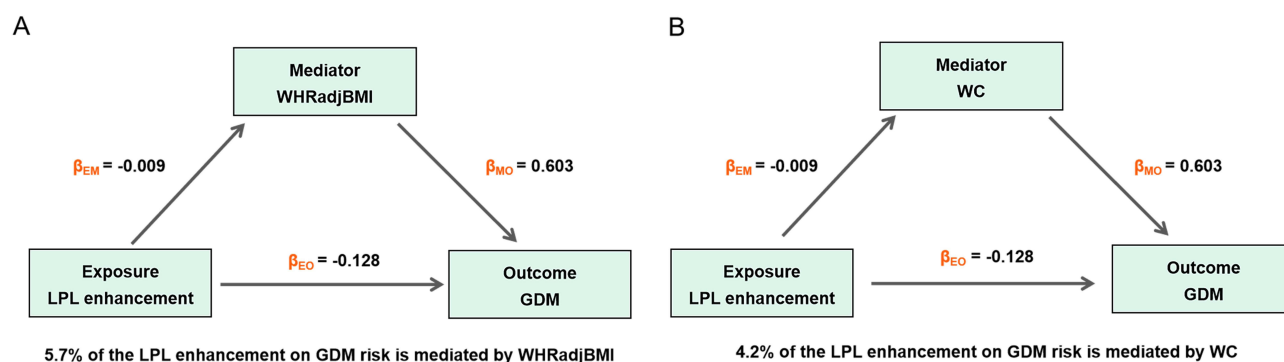 A
Mediator
WHRadjBMI
βEM = -0.009
βMO = 0.603
Exposure
LPL enhancement
βEO = -0.128
Outcome
GDM
5.7% of the LPL enhancement on GDM risk is mediated by WHRadjBMI
B
Mediator
WC
βEM = -0.009
βMO = 0.603
Exposure
LPL enhancement
βEO = -0.128
Outcome
GDM
4.2% of the LPL enhancement on GDM risk is mediated by WC